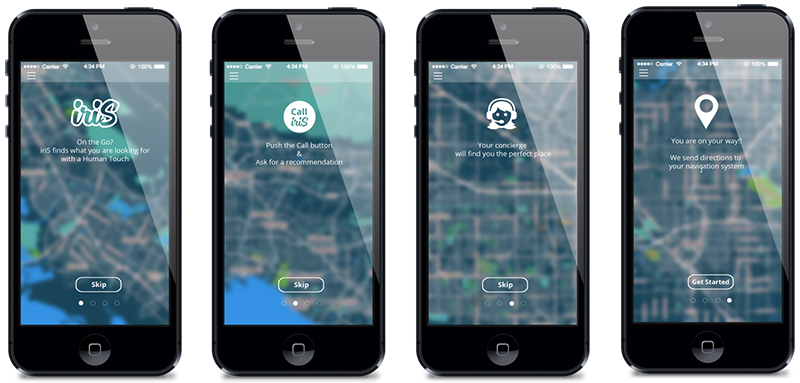 Carrier 4:34 PM 100%
iriS
On the Go?
iriS finds what you are looking for
with a Human Touch
Skip
Carrier 4:34 PM 100%
Call
iriS
Push the Call button
&
Ask for a recommendation
Skip
Carrier 4:34 PM 100%
Your concierge
will find you the perfect place
Skip
Carrier 4:34 PM 100%
You are on your way!
We send directions to
your navigation system
Get Started